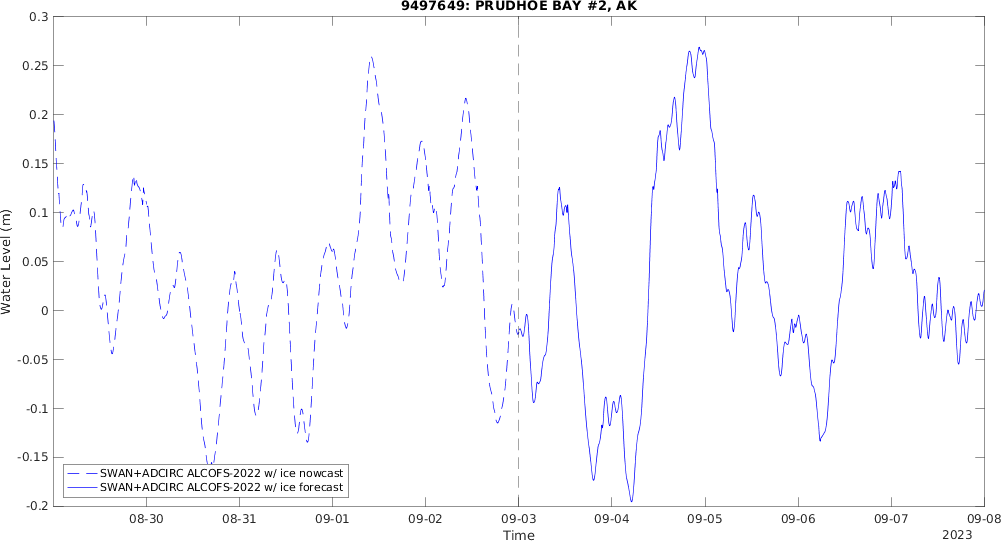 9497649: PRUDHOE BAY #2, AK
0.3
0.25
0.2
0.15
0.1
0.05
0
-0.05
-0.1
-0.15
-0.2
Water Level (m)
SWAN+ADCIRC ALCOFS-2022 w/ ice nowcast
SWAN+ADCIRC ALCOFS-2022 w/ ice forecast
08-30 08-31 09-01 09-02 09-03 09-04 09-05 09-06 09-07 09-08
Time
2023